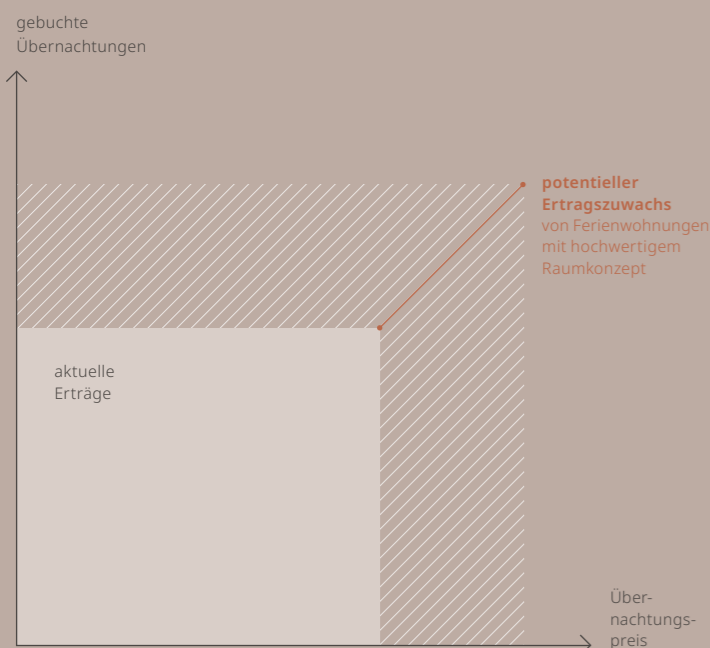 gebuchte
Übernachtungen
potentieller
Ertragszuwachs
von Ferienwohnungen
mit hochwertigem
Raumkonzept
aktuelle
Erträge
Über-
nachtungs-
preis